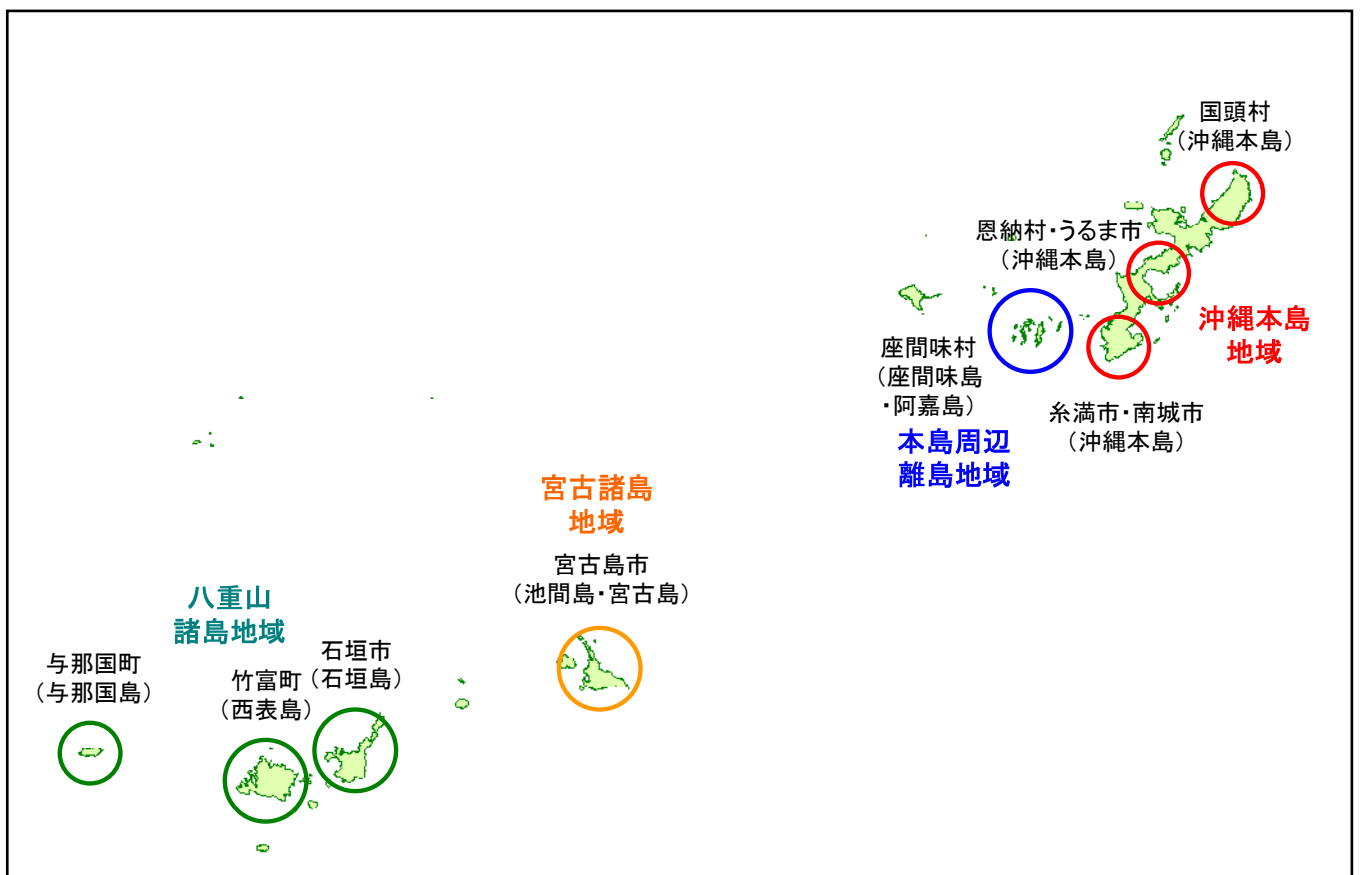 国頭村
（沖縄本島）
恩納村・うるま市
（沖縄本島）
沖縄本島
地域
座間味村
（座間味島
・阿嘉島）
糸満市・南城市
（沖縄本島）
本島周辺
離島地域
宮古諸島
地域
宮古島市
（池間島・宮古島）
八重山
諸島地域
石垣市
（石垣島）
竹富町
（西表島）
与那国町
（与那国島）